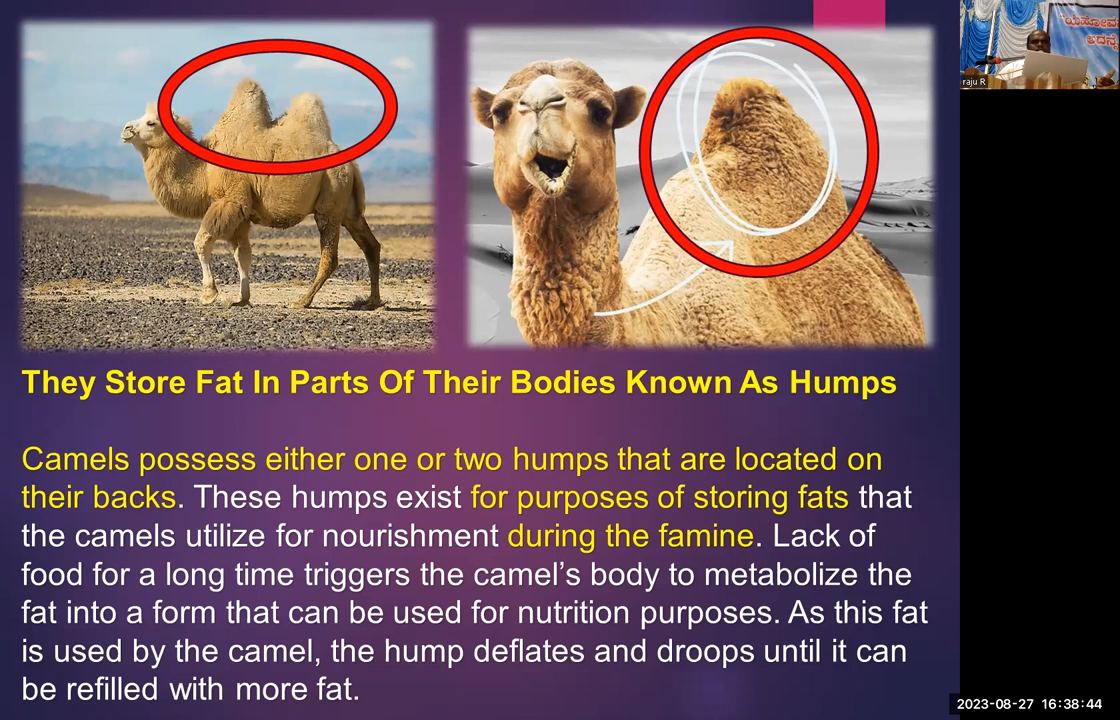 They Store Fat In Parts Of Their Bodies Known As Humps
Camels possess either one or two humps that are located on
their backs. These humps exist for purposes of storing fats that
the camels utilize for nourishment during the famine. Lack of
food for a long time triggers the camel’s body to metabolize the
fat into a form that can be used for nutrition purposes. As this fat
is used by the camel, the hump deflates and droops until it can
be refilled with more fat.
raju R
2023-08-27 16:38:44